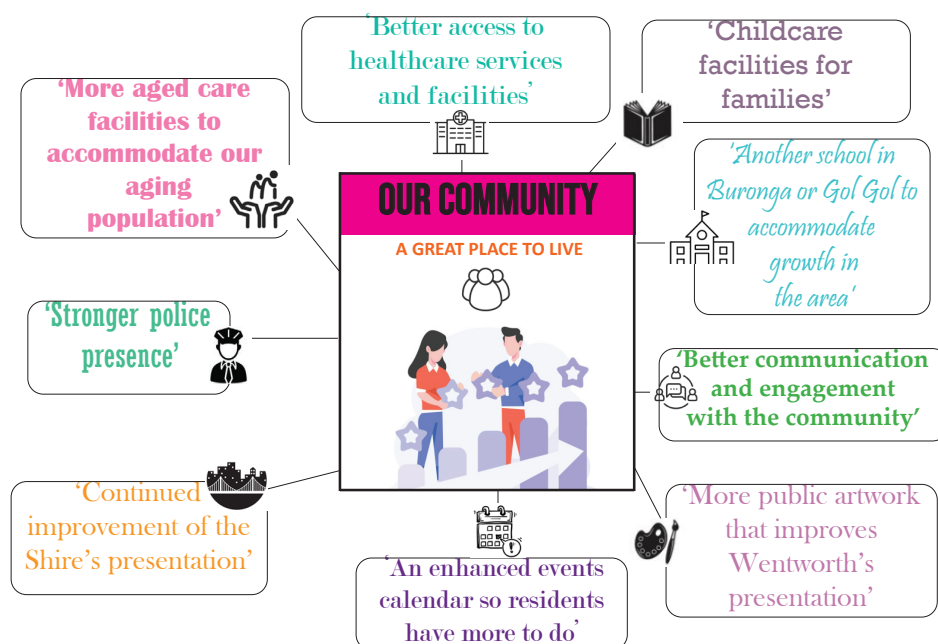 ‘Better access to
healthcare services
and facilities’
‘Childcare
facilities for
families’
‘More aged care
facilities to
accommodate our
aging
population’
‘Another school in
Buronga or Gol Gol to
accommodate
growth in
the area’
OUR COMMUNITY
A GREAT PLACE TO LIVE
‘Stronger police
presence’
‘Better communication
and engagement
with the community’
‘Continued
improvement of the
Shire’s presentation’
‘More public artwork
that improves
Wentworth’s
presentation’
‘An enhanced events
calendar so residents
have more to do’